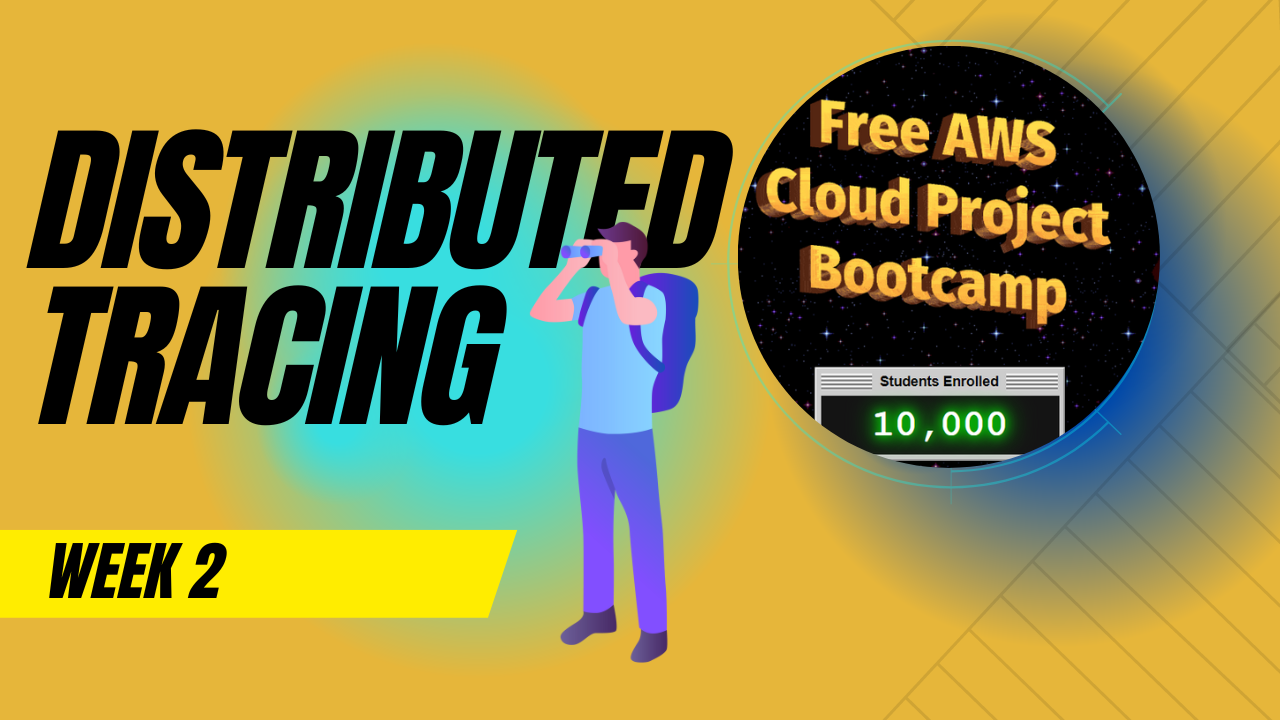 DISTRIBUTED
TRACING
WEEK 2
Free AWS
Cloud Project
Bootcamp
Students Enrolled
10,000